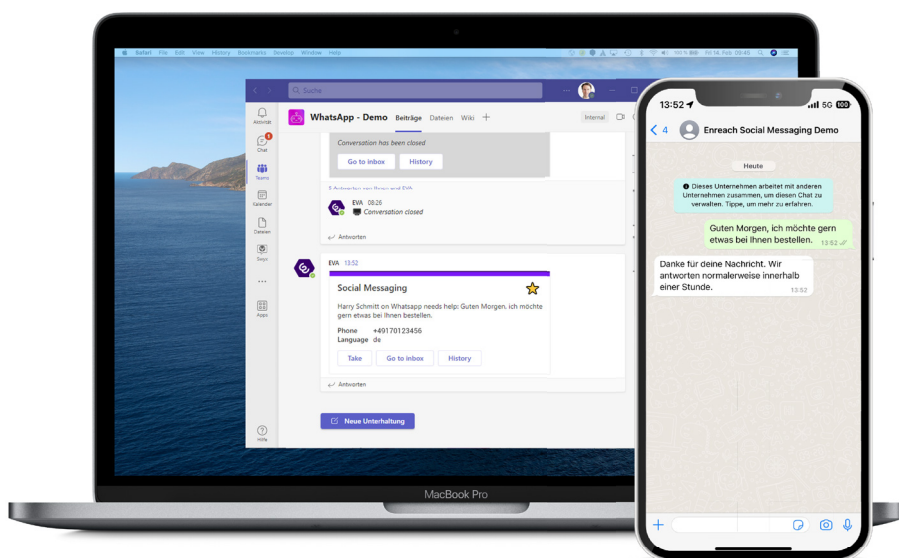 Safari File Edit View History Bookmarks Develop Window Help
100 % Fri 14. Feb 09:45
Suche
Aktivität
Chat
Teams
Kalender
Dateien
Apps
Hilfe
WhatsApp - Demo Beiträge Dateien Wiki +
Internal
Conversation has been closed
Go to inbox History
EVA 08:26
Conversation closed
Antworten
EVA 13:52
Social Messaging
Harry Schmitt on Whatsapp needs help: Guten Morgen. ich möchte
gern etwas bei Ihnen bestellen.
Phone +49170123456
Language de
Take Go to inbox History
Antworten
Neue Unterhaltung
MacBook Pro
13:52 5G 100
4 Enreach Social Messaging Demo
Heute
Dieses Unternehmen arbeitet mit anderen
Unternehmen zusammen, um diesen Chat zu
verwalten. Tippe, um mehr zu erfahren.
Guten Morgen, ich möchte gern
etwas bei Ihnen bestellen. 13:52
Danke für deine Nachricht. Wir
antworten normalerweise innerhalb
einer Stunde. 13:52